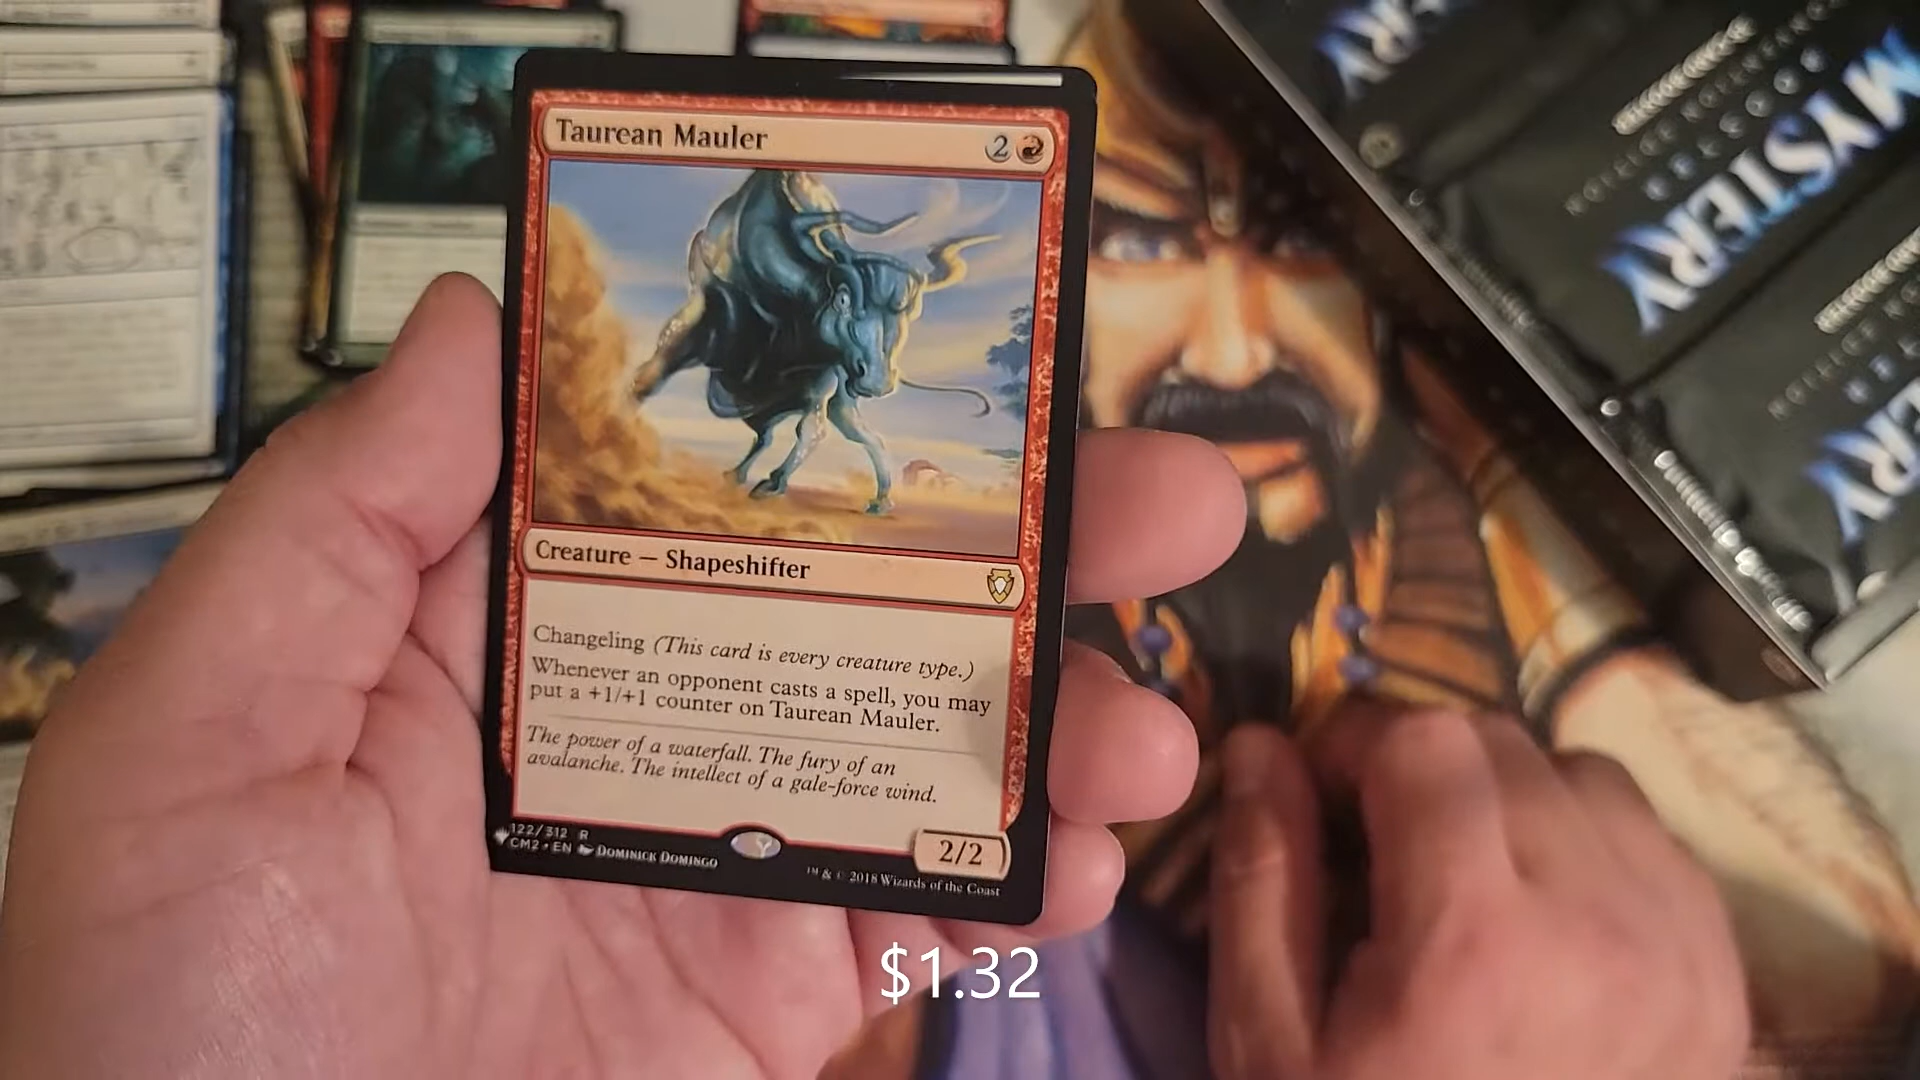 Taurean Mauler
2
Creature — Shapeshifter
Changeling (This card is every creature type.)
Whenever an opponent casts a spell, you may
put a +1/+1 counter on Taurean Mauler.
The power of a waterfall. The fury of an
avalanche. The intellect of a gale-force wind.
122/312 R
CM2 • EN DOMINICK DOMINGO
2/2
™ & © 2018 Wizards of the Coast
$1.32
MYSTERY